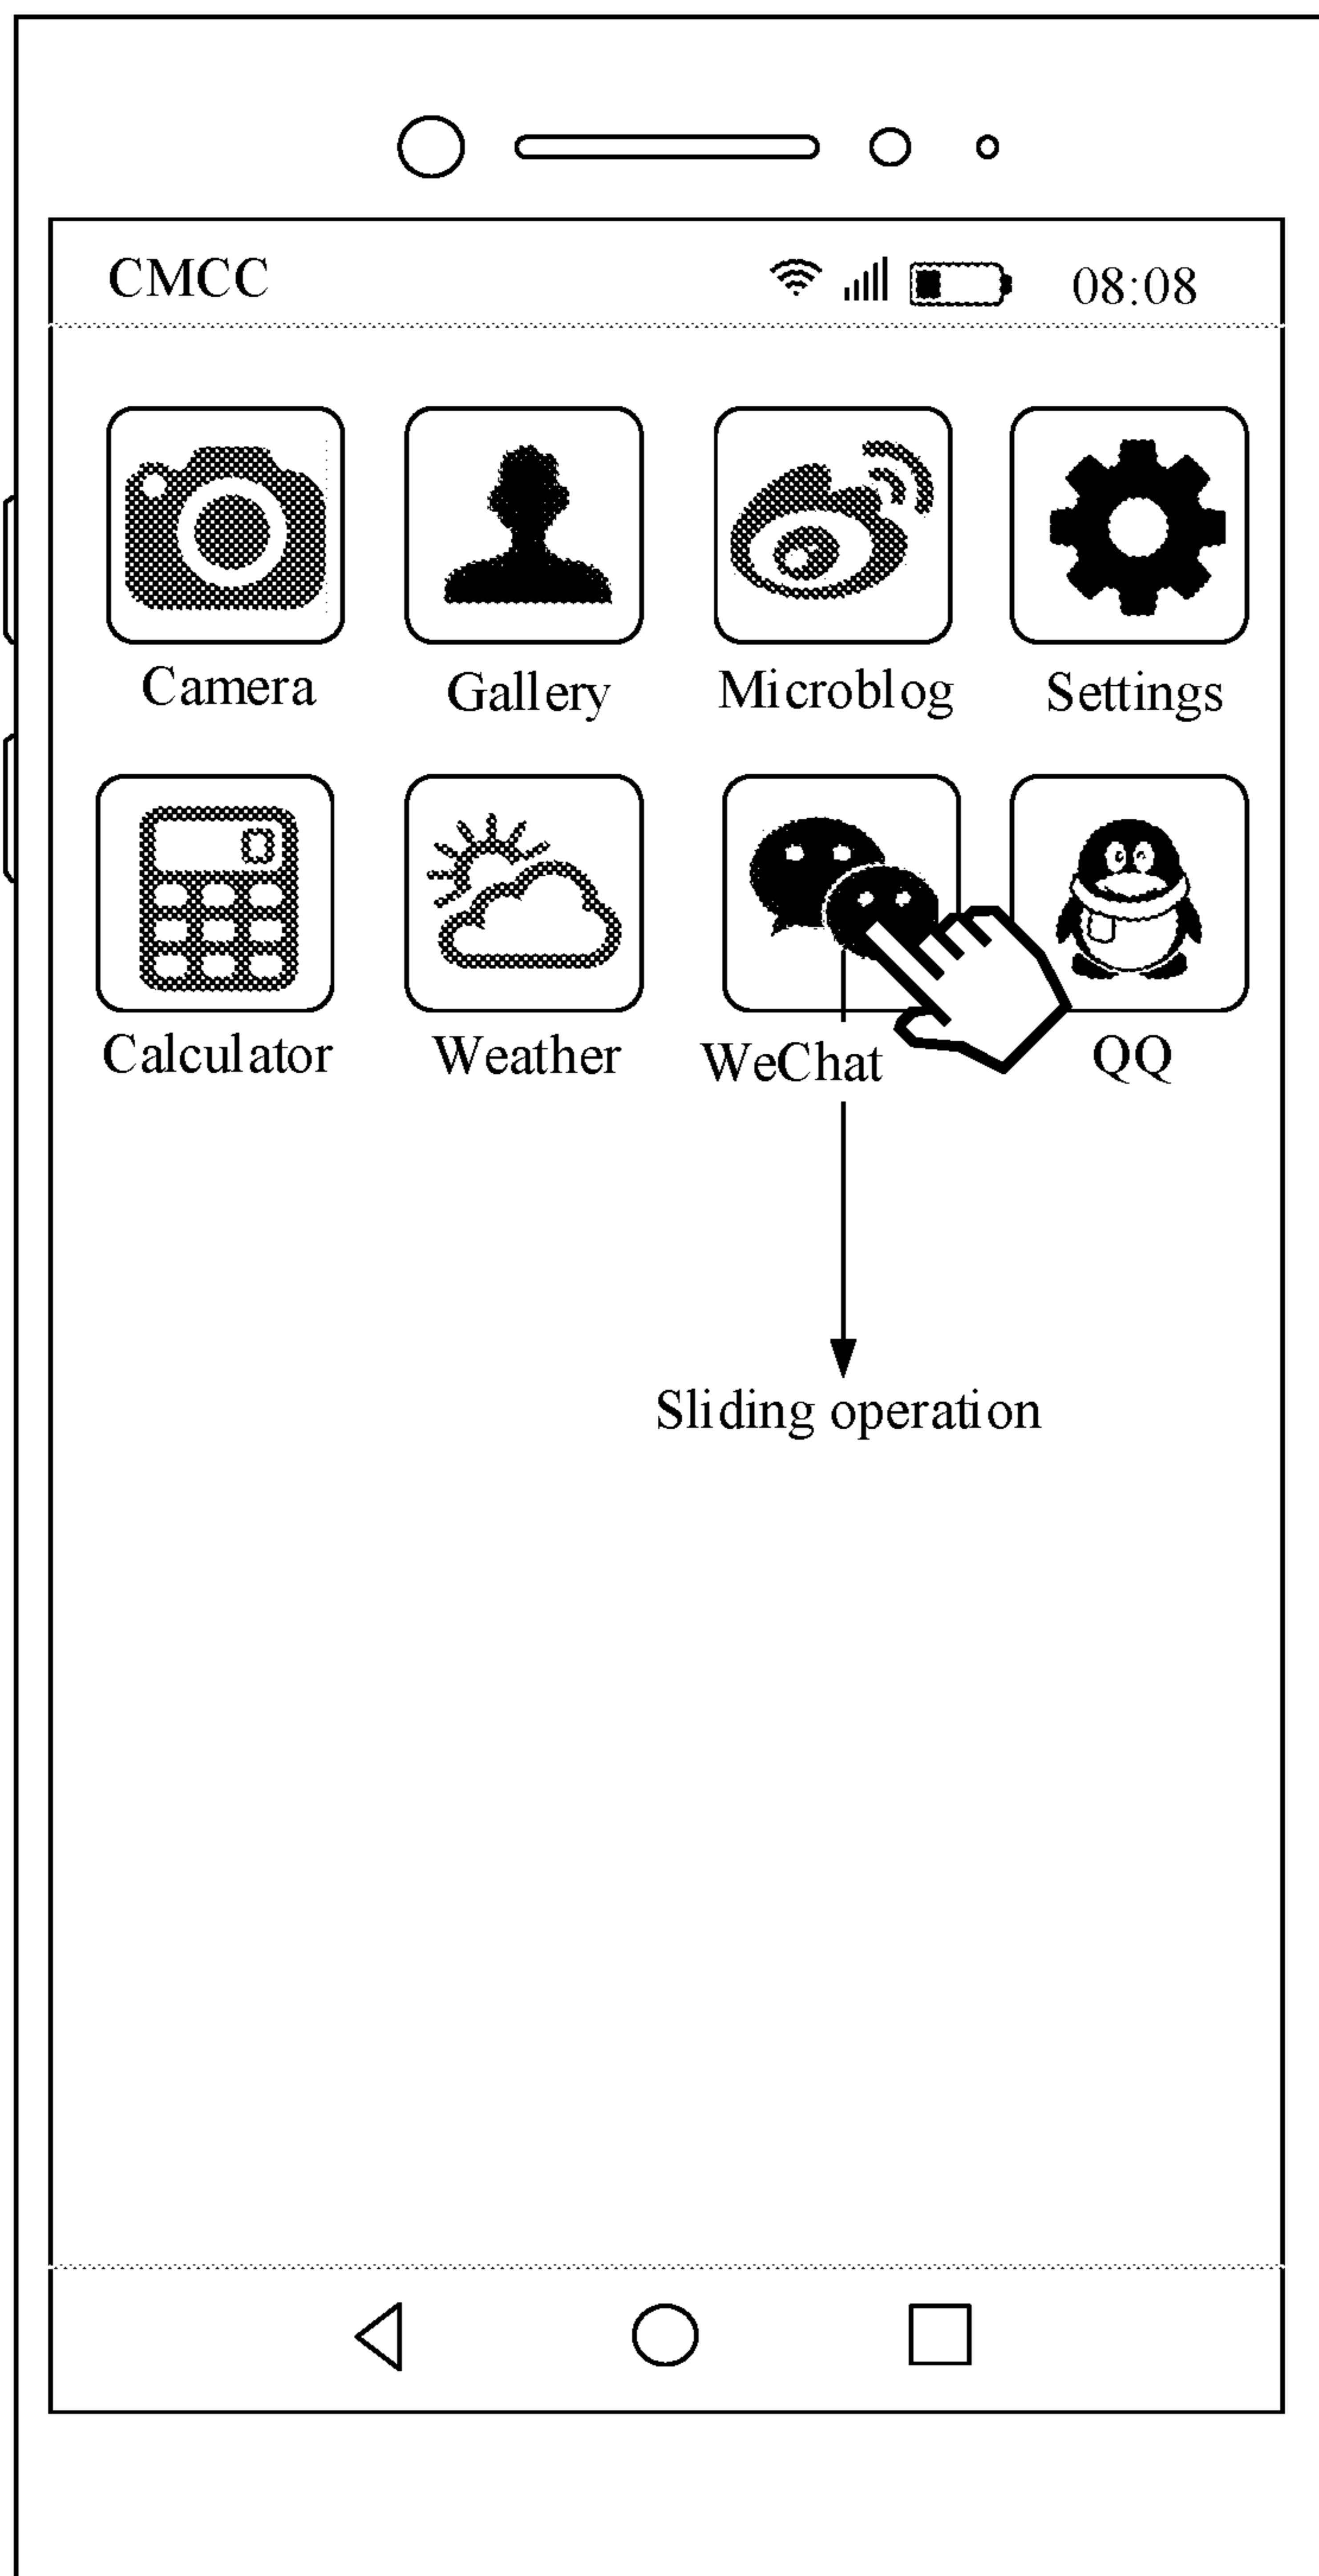 CMCC 08:08
Camera Gallery Microblog Settings
Calculator Weather WeChat QQ
Sliding operation